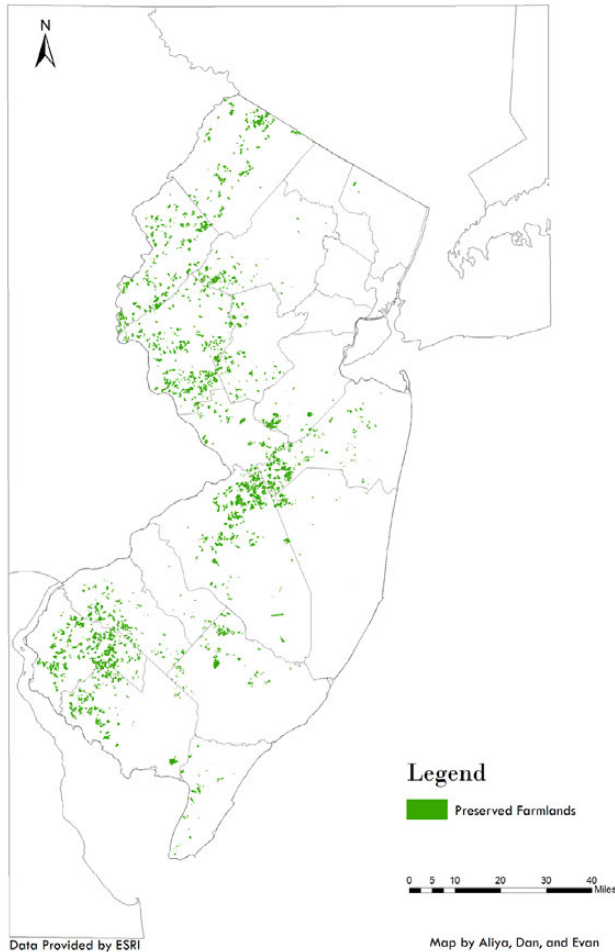 N
Legend
Preserved Farmlands
0 5 10 20 30 40
Miles
Data Provided by ESRI
Map by Aliya, Dan, and Evan